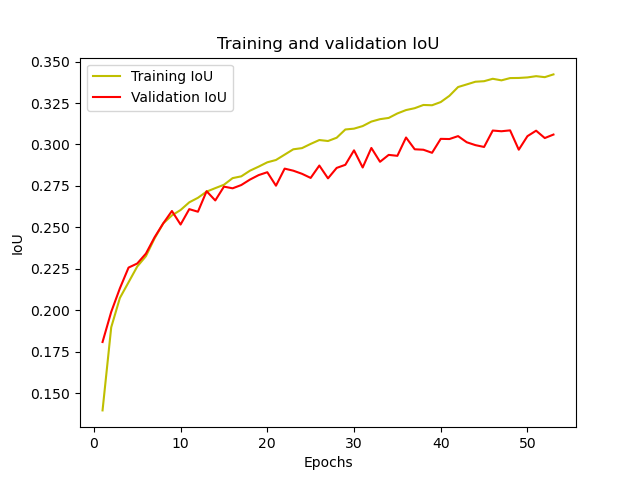 Training and validation IoU
Training IoU
Validation IoU
0.350
0.325
0.300
0.275
0.250
0.225
0.200
0.175
0.150
IoU
0 10 20 30 40 50
Epochs